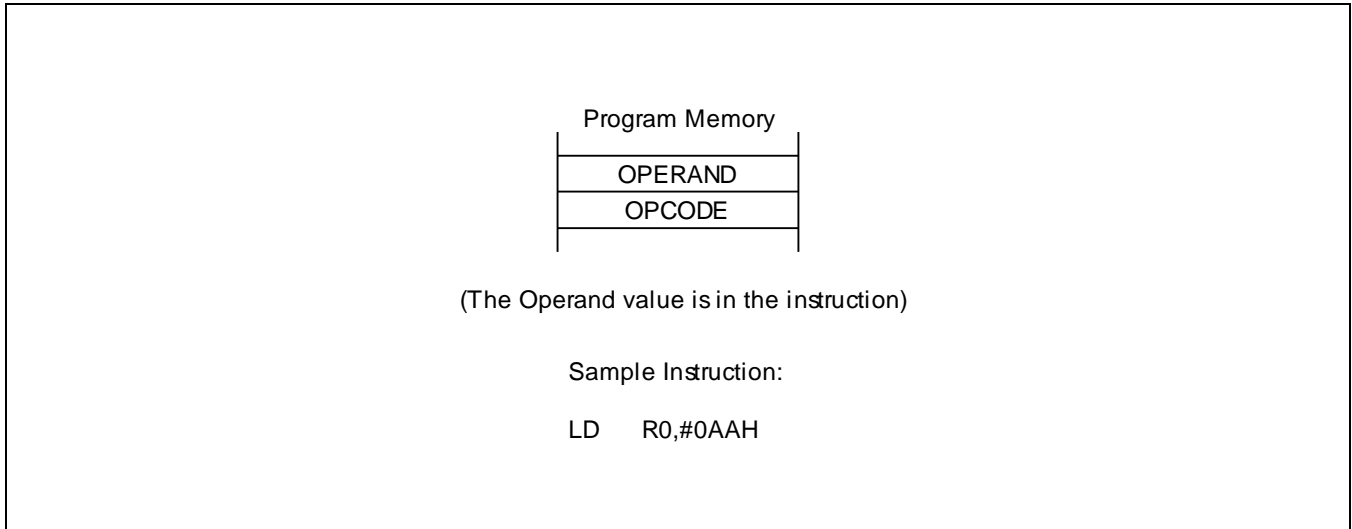 Program Memory
OPERAND
OPCODE
(The Operand value is in the instruction)
Sample Instruction:
LD R0,#0AAH